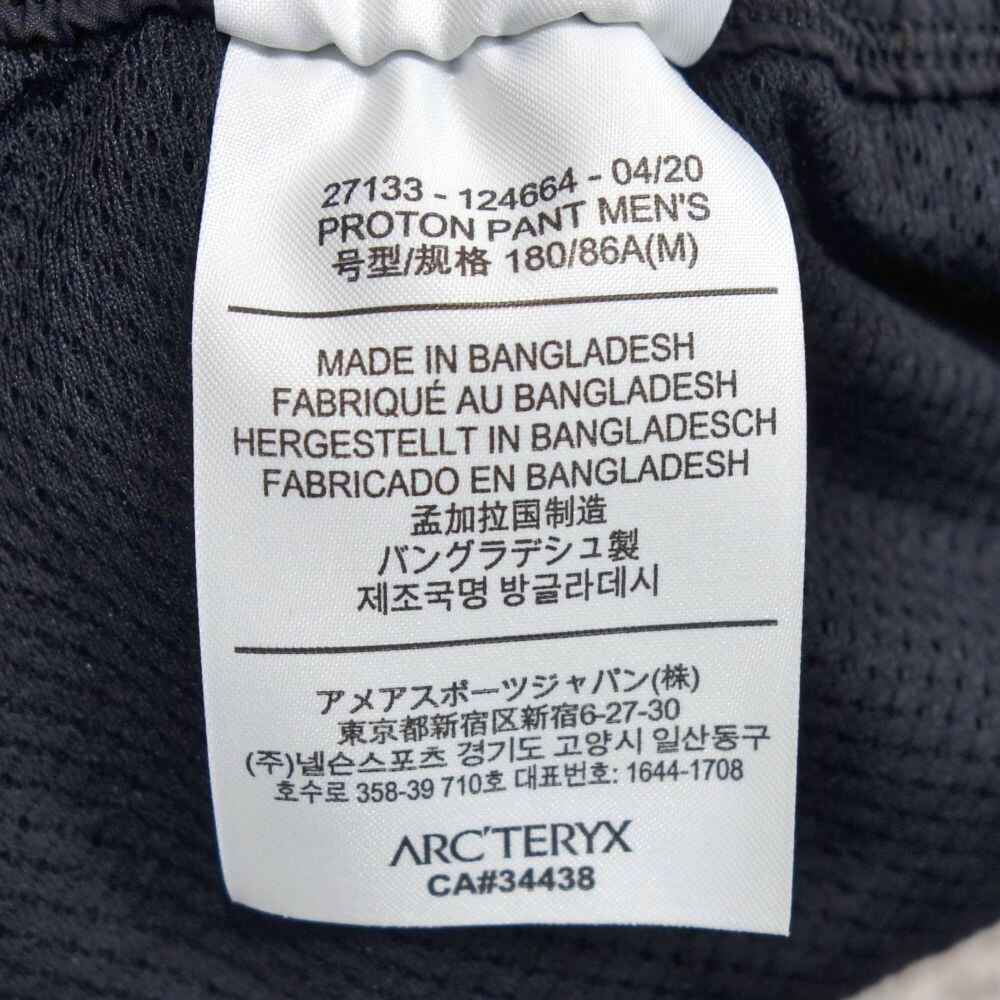 27133 - 124664 - 04/20
PROTON PANT MEN'S
号型/规格 180/86A(M)
MADE IN BANGLADESH
FABRIQUÉ AU BANGLADESH
HERGESTELLT IN BANGLADESCH
FABRICADO EN BANGLADESH
孟加拉国制造
バングラデシュ製
제조국명 방글라데시
アメアスポーツジャパン(株)
東京都新宿区新宿6-27-30
(주)넬슨스포츠 경기도 고양시 일산동구
호수로 358-39 710호 대표번호: 1644-1708
ARC'TERYX
CA#34438